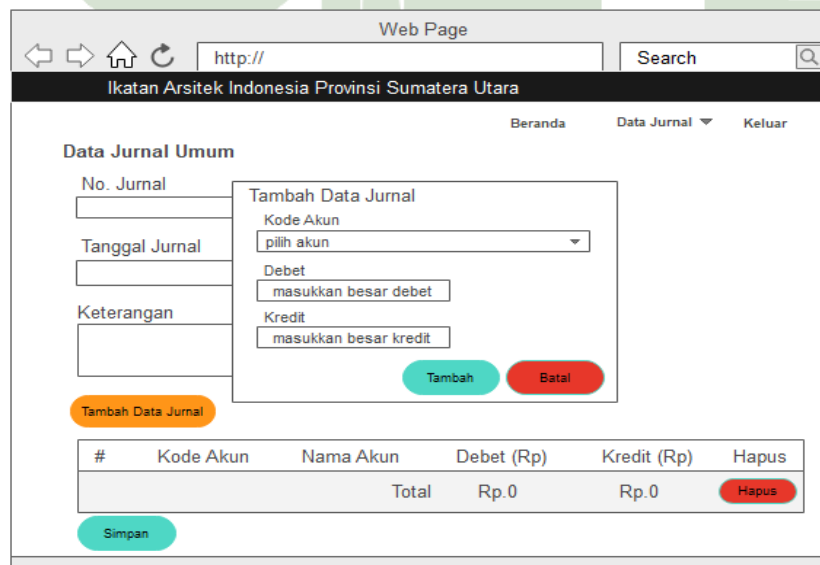 Web Page
http://
Search
Ikatan Arsitek Indonesia Provinsi Sumatera Utara
Beranda Data Jurnal Keluar
Data Jurnal Umum
No. Jurnal
Tanggal Jurnal
Keterangan
Tambah Data Jurnal
Kode Akun
pilih akun
Debet
masukkan besar debet
Kredit
masukkan besar kredit
Tambah Batal
Tambah Data Jurnal
# Kode Akun Nama Akun Debet (Rp) Kredit (Rp) Hapus
Total Rp.0 Rp.0 Hapus
Simpan